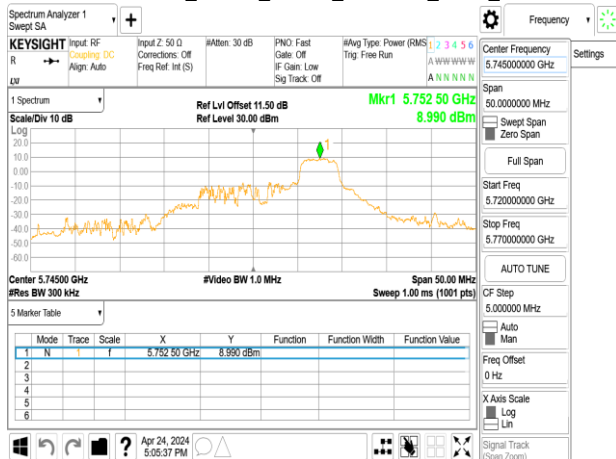 Spectrum Analyzer 1
Swept SA
KEYSIGHT
R
Input: RF
Coupling: DC
Align: Auto
Input Z: 50 Ω
Corrections: Off
Freq Ref: Int (S)
#Atten: 30 dB
PNO: Fast
Gate: Off
IF Gain: Low
Sig Track: Off
#Avg Type: Power (RMS
Trig: Free Run
1 2 3 4 5 6
A W W W W W
A N N N N N
1 Spectrum
Scale/Div 10 dB
Ref Lvl Offset 11.50 dB
Ref Level 30.00 dBm
Mkr1 5.752 50 GHz
8.990 dBm
Log
20.0
10.0
0.00
-10.0
-20.0
-30.0
-40.0
-50.0
-60.0
1
Center 5.74500 GHz
#Res BW 300 kHz
#Video BW 1.0 MHz
Span 50.00 MHz
Sweep 1.00 ms (1001 pts)
5 Marker Table
Mode Trace Scale X Y Function Function Width Function Value
1 N 1 f 5.752 50 GHz 8.990 dBm
2
3
4
5
6
Apr 24, 2024
5:05:37 PM
Frequency
Settings
Center Frequency
5.745000000 GHz
Span
50.0000000 MHz
Swept Span
Zero Span
Full Span
Start Freq
5.720000000 GHz
Stop Freq
5.770000000 GHz
AUTO TUNE
CF Step
5.000000 MHz
Auto
Man
Freq Offset
0 Hz
X Axis Scale
Log
Lin
Signal Track
(Span Zoom)